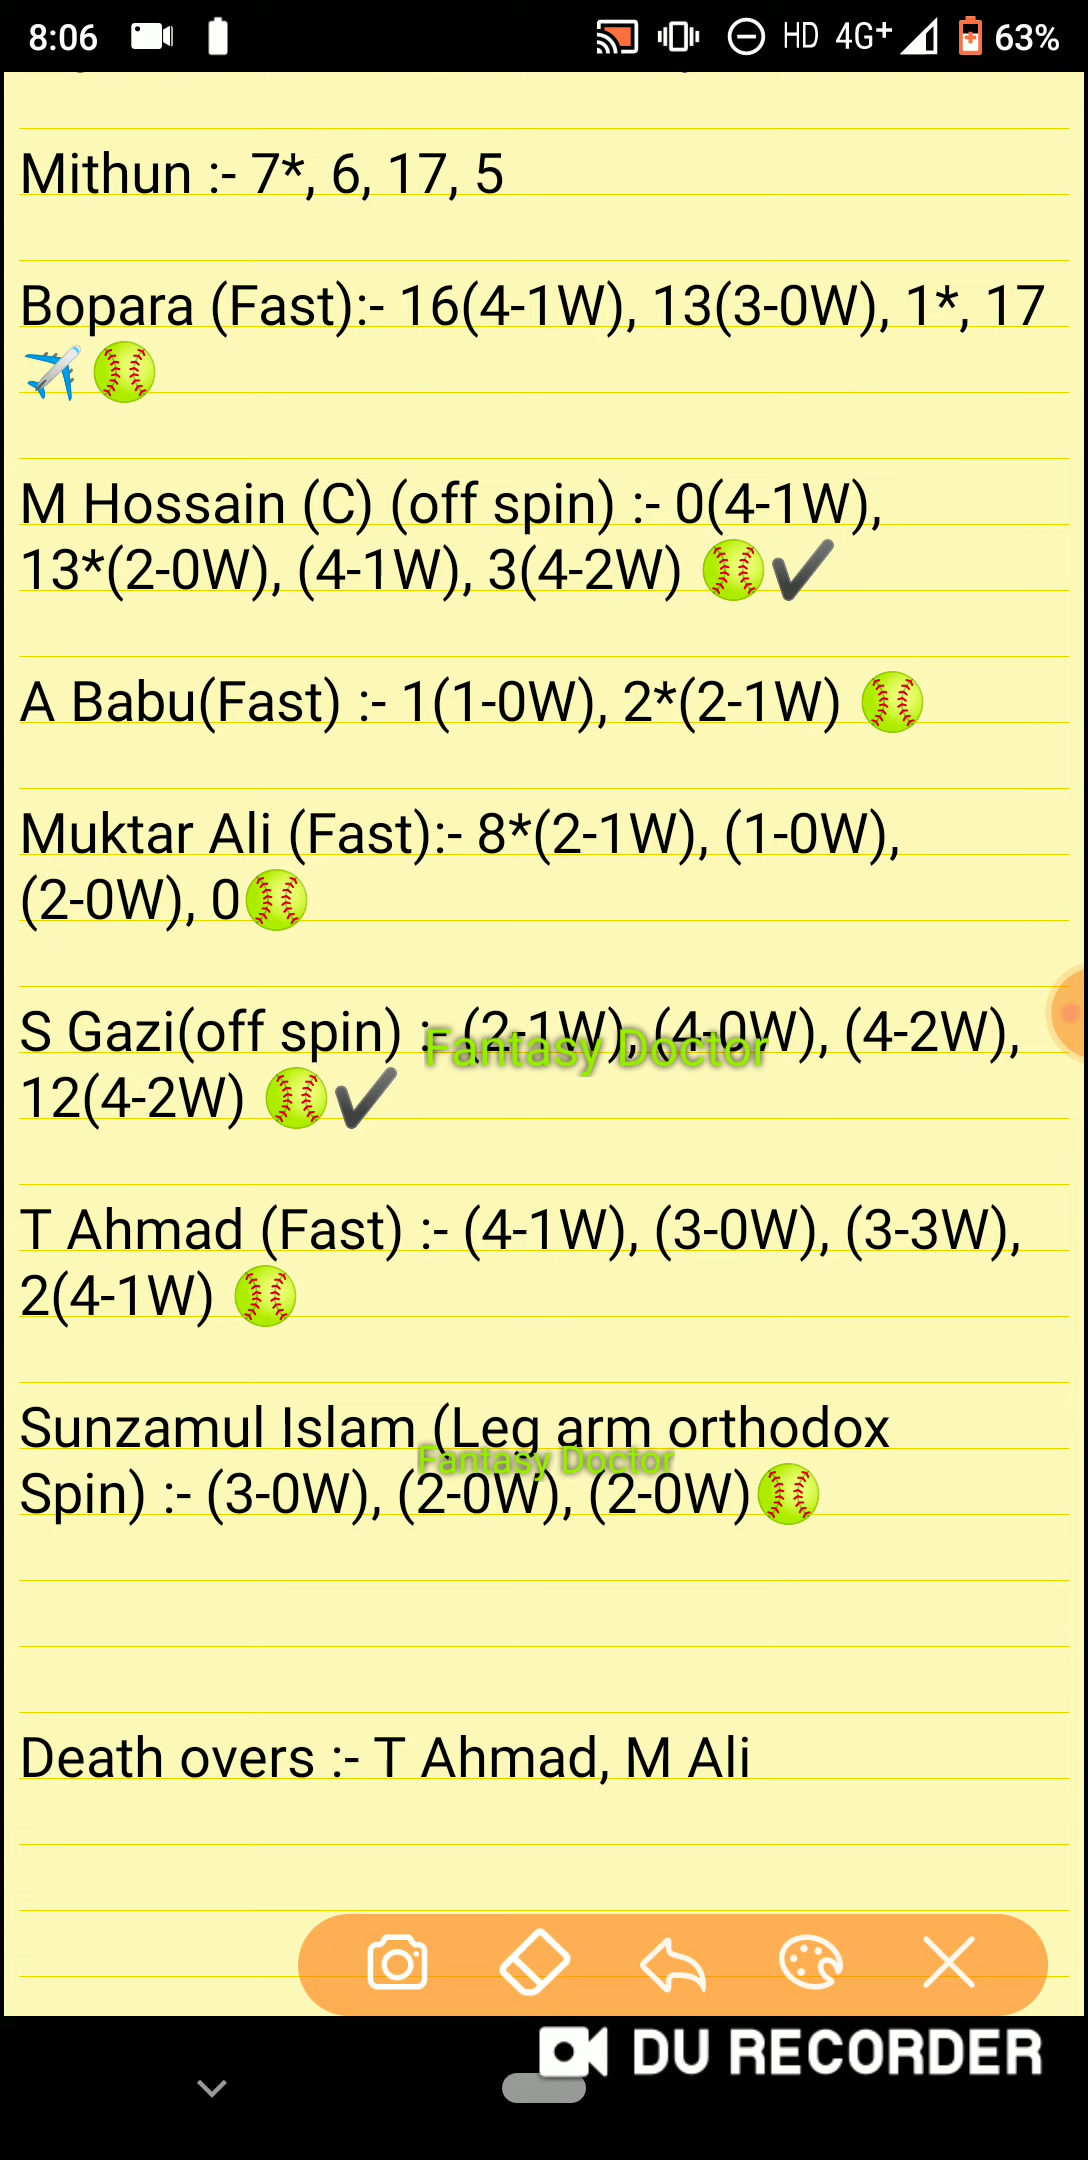 8:06 HD 4G+ 63%
Mithun :- 7*, 6, 17, 5
Bopara (Fast):- 16(4-1W), 13(3-0W), 1*, 17
✈️🥎
M Hossain (C) (off spin) :- 0(4-1W),
13*(2-0W), (4-1W), 3(4-2W) 🥎✔️
A Babu(Fast) :- 1(1-0W), 2*(2-1W) 🥎
Muktar Ali (Fast):- 8*(2-1W), (1-0W),
(2-0W), 0🥎
S Gazi(off spin) :- (2-1W), (4-0W), (4-2W),
Fantasy Doctor
12(4-2W) 🥎✔️
T Ahmad (Fast) :- (4-1W), (3-0W), (3-3W),
2(4-1W) 🥎
Sunzamul Islam (Leg arm orthodox
Fantasy Doctor
Spin) :- (3-0W), (2-0W), (2-0W)🥎
Death overs :- T Ahmad, M Ali
DU RECORDER